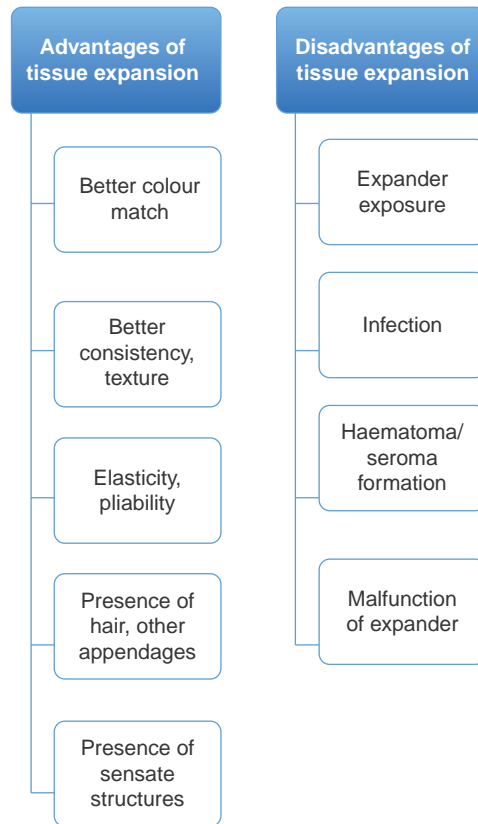 Advantages of
tissue expansion
Better colour
match
Better
consistency,
texture
Elasticity,
pliability
Presence of
hair, other
appendages
Presence of
sensate
structures
Disadvantages of
tissue expansion
Expander
exposure
Infection
Haematoma/
seroma
formation
Malfunction
of expander